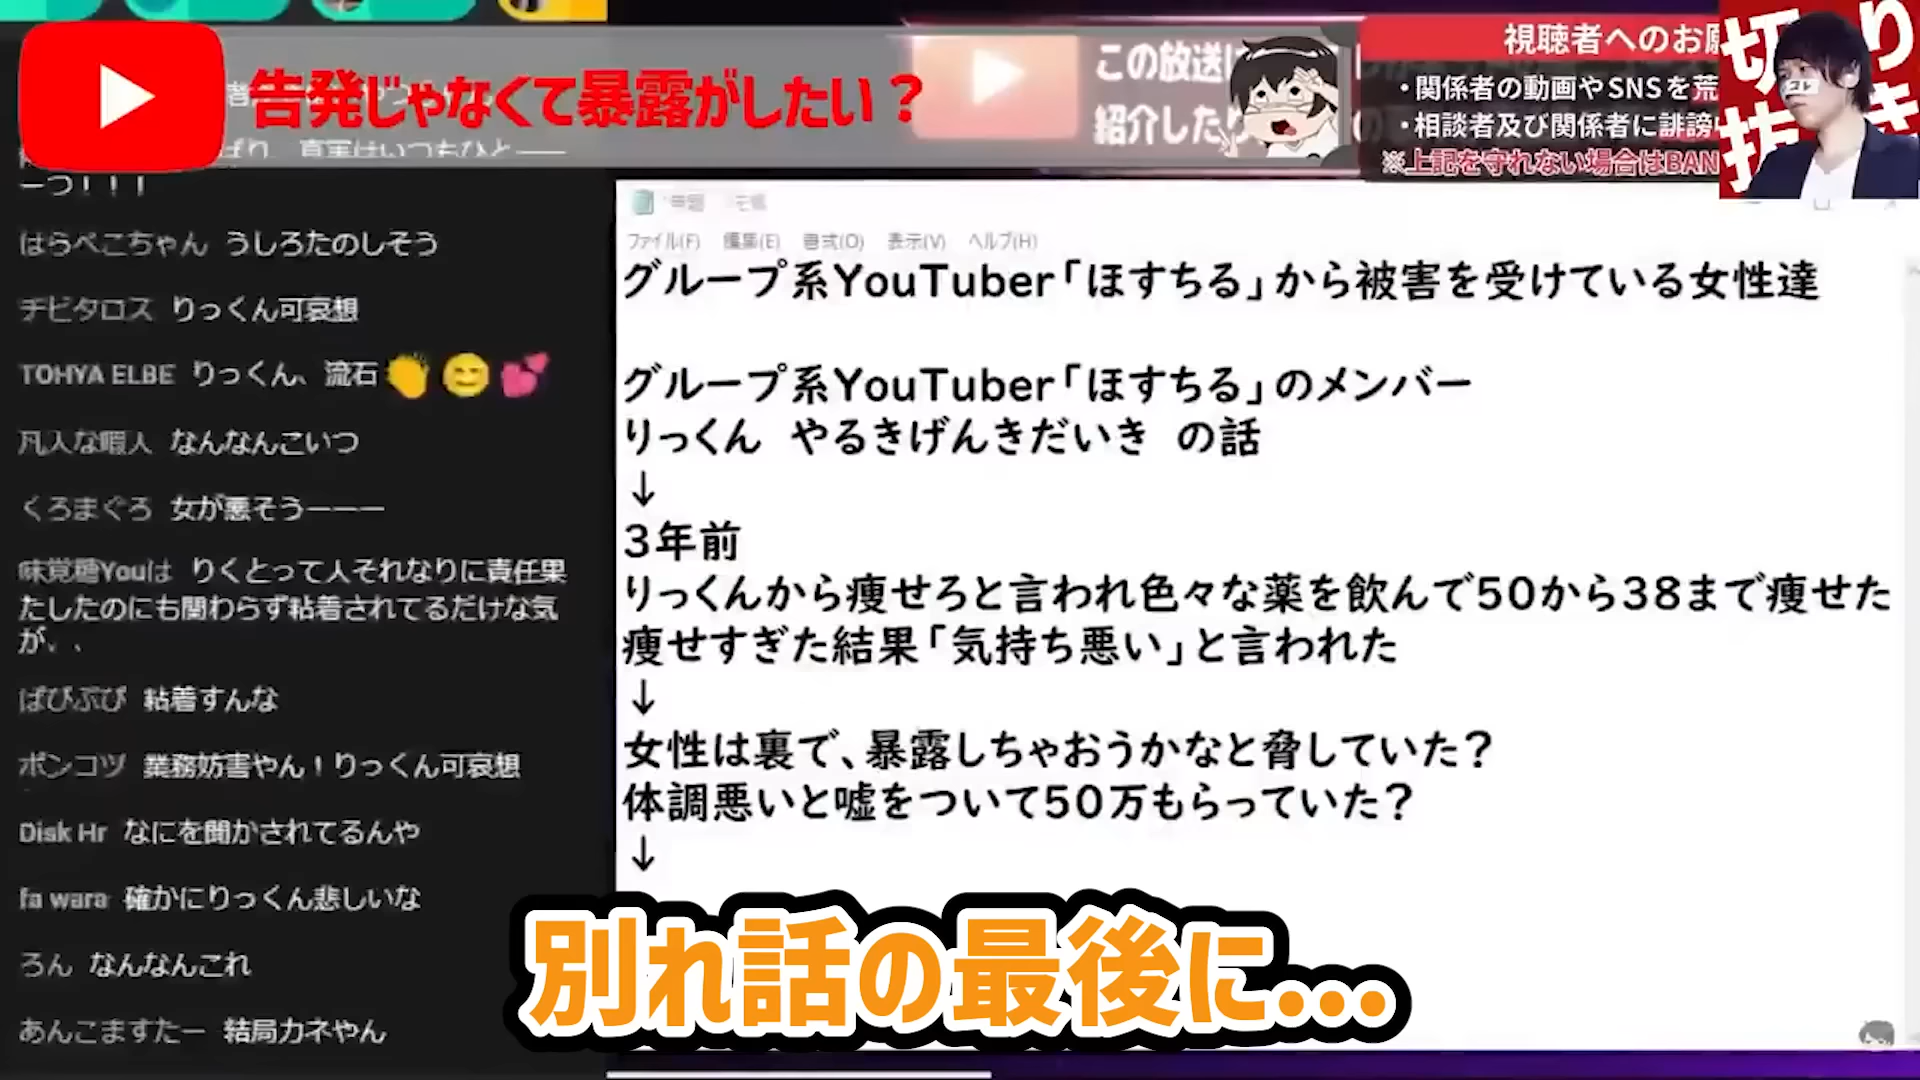 告発じゃなくて暴露がしたい？
この放送に
紹介した
視聴者へのお願
・関係者の動画やSNSを荒
・相談者及び関係者に誹謗
※上記を守れない場合はBAN
切り抜き
ーつ！！！
はらぺこちゃん うしろたのしそう
チビタロス りっくん可哀想
TOHYA ELBE りっくん、流石👏😊💕
凡人な暇人 なんなんこいつ
くろまぐろ 女が悪そうーーー
味覚糖Youは りくとって人それなりに責任果
たしたのにも関わらず粘着されてるだけな気
が、、
ぱぴぷぴ 粘着すんな
ポンコツ 業務妨害やん！りっくん可哀想
Disk Hr なにを聞かされてるんや
fa wara 確かにりっくん悲しいな
ろん なんなんこれ
あんこますたー 結局カネやん
ファイル(F) 編集(E) 書式(O) 表示(V) ヘルプ(H)
グループ系YouTuber「ほすちる」から被害を受けている女性達
グループ系YouTuber「ほすちる」のメンバー
りっくん　やるきげんきだいき　の話
↓
3年前
りっくんから痩せろと言われ色々な薬を飲んで50から38まで痩せた
痩せすぎた結果「気持ち悪い」と言われた
↓
女性は裏で、暴露しちゃおうかなと脅していた？
体調悪いと嘘をついて50万もらっていた？
↓
別れ話の最後に...